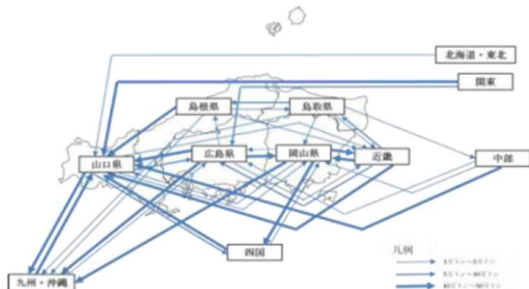 北海道・東北
関東
島根県
鳥取県
山口県
広島県
岡山県
近畿
中部
四国
九州・沖縄
凡例